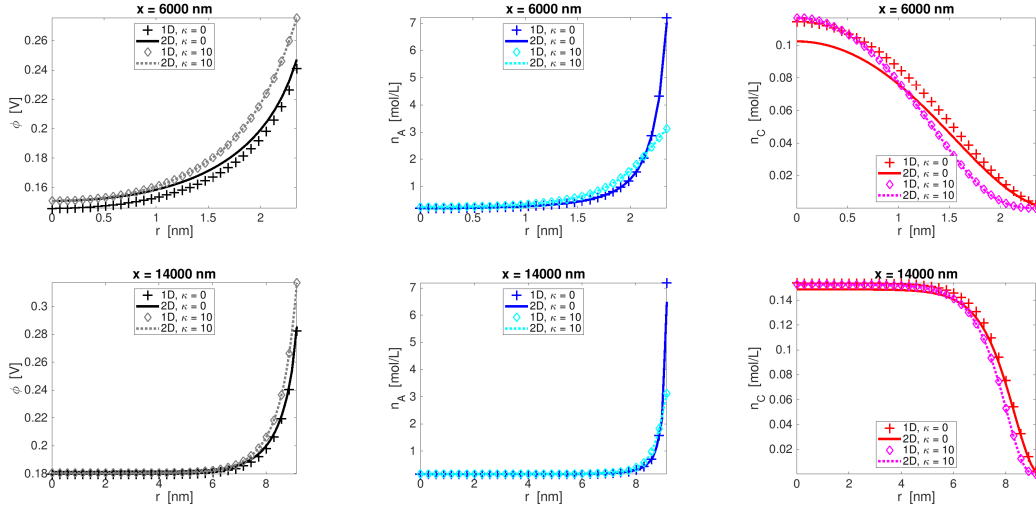 x = 6000 nm
ϕ [V]
0.26
0.24
0.22
0.2
0.18
0.16
1D, κ = 0
2D, κ = 0
1D, κ = 10
2D, κ = 10
0 0.5 1 1.5 2
r [nm]
x = 6000 nm
n_A [mol/L]
7
6
5
4
3
2
1
1D, κ = 0
2D, κ = 0
1D, κ = 10
2D, κ = 10
0 0.5 1 1.5 2
r [nm]
x = 6000 nm
n_C [mol/L]
0.1
0.08
0.06
0.04
0.02
1D, κ = 0
2D, κ = 0
1D, κ = 10
2D, κ = 10
0 0.5 1 1.5 2
r [nm]
x = 14000 nm
ϕ [V]
0.3
0.28
0.26
0.24
0.22
0.2
0.18
1D, κ = 0
2D, κ = 0
1D, κ = 10
2D, κ = 10
0 2 4 6 8
r [nm]
x = 14000 nm
n_A [mol/L]
7
6
5
4
3
2
1
1D, κ = 0
2D, κ = 0
1D, κ = 10
2D, κ = 10
0 2 4 6 8
r [nm]
x = 14000 nm
n_C [mol/L]
0.14
0.12
0.1
0.08
0.06
0.04
0.02
1D, κ = 0
2D, κ = 0
1D, κ = 10
2D, κ = 10
0 2 4 6 8
r [nm]